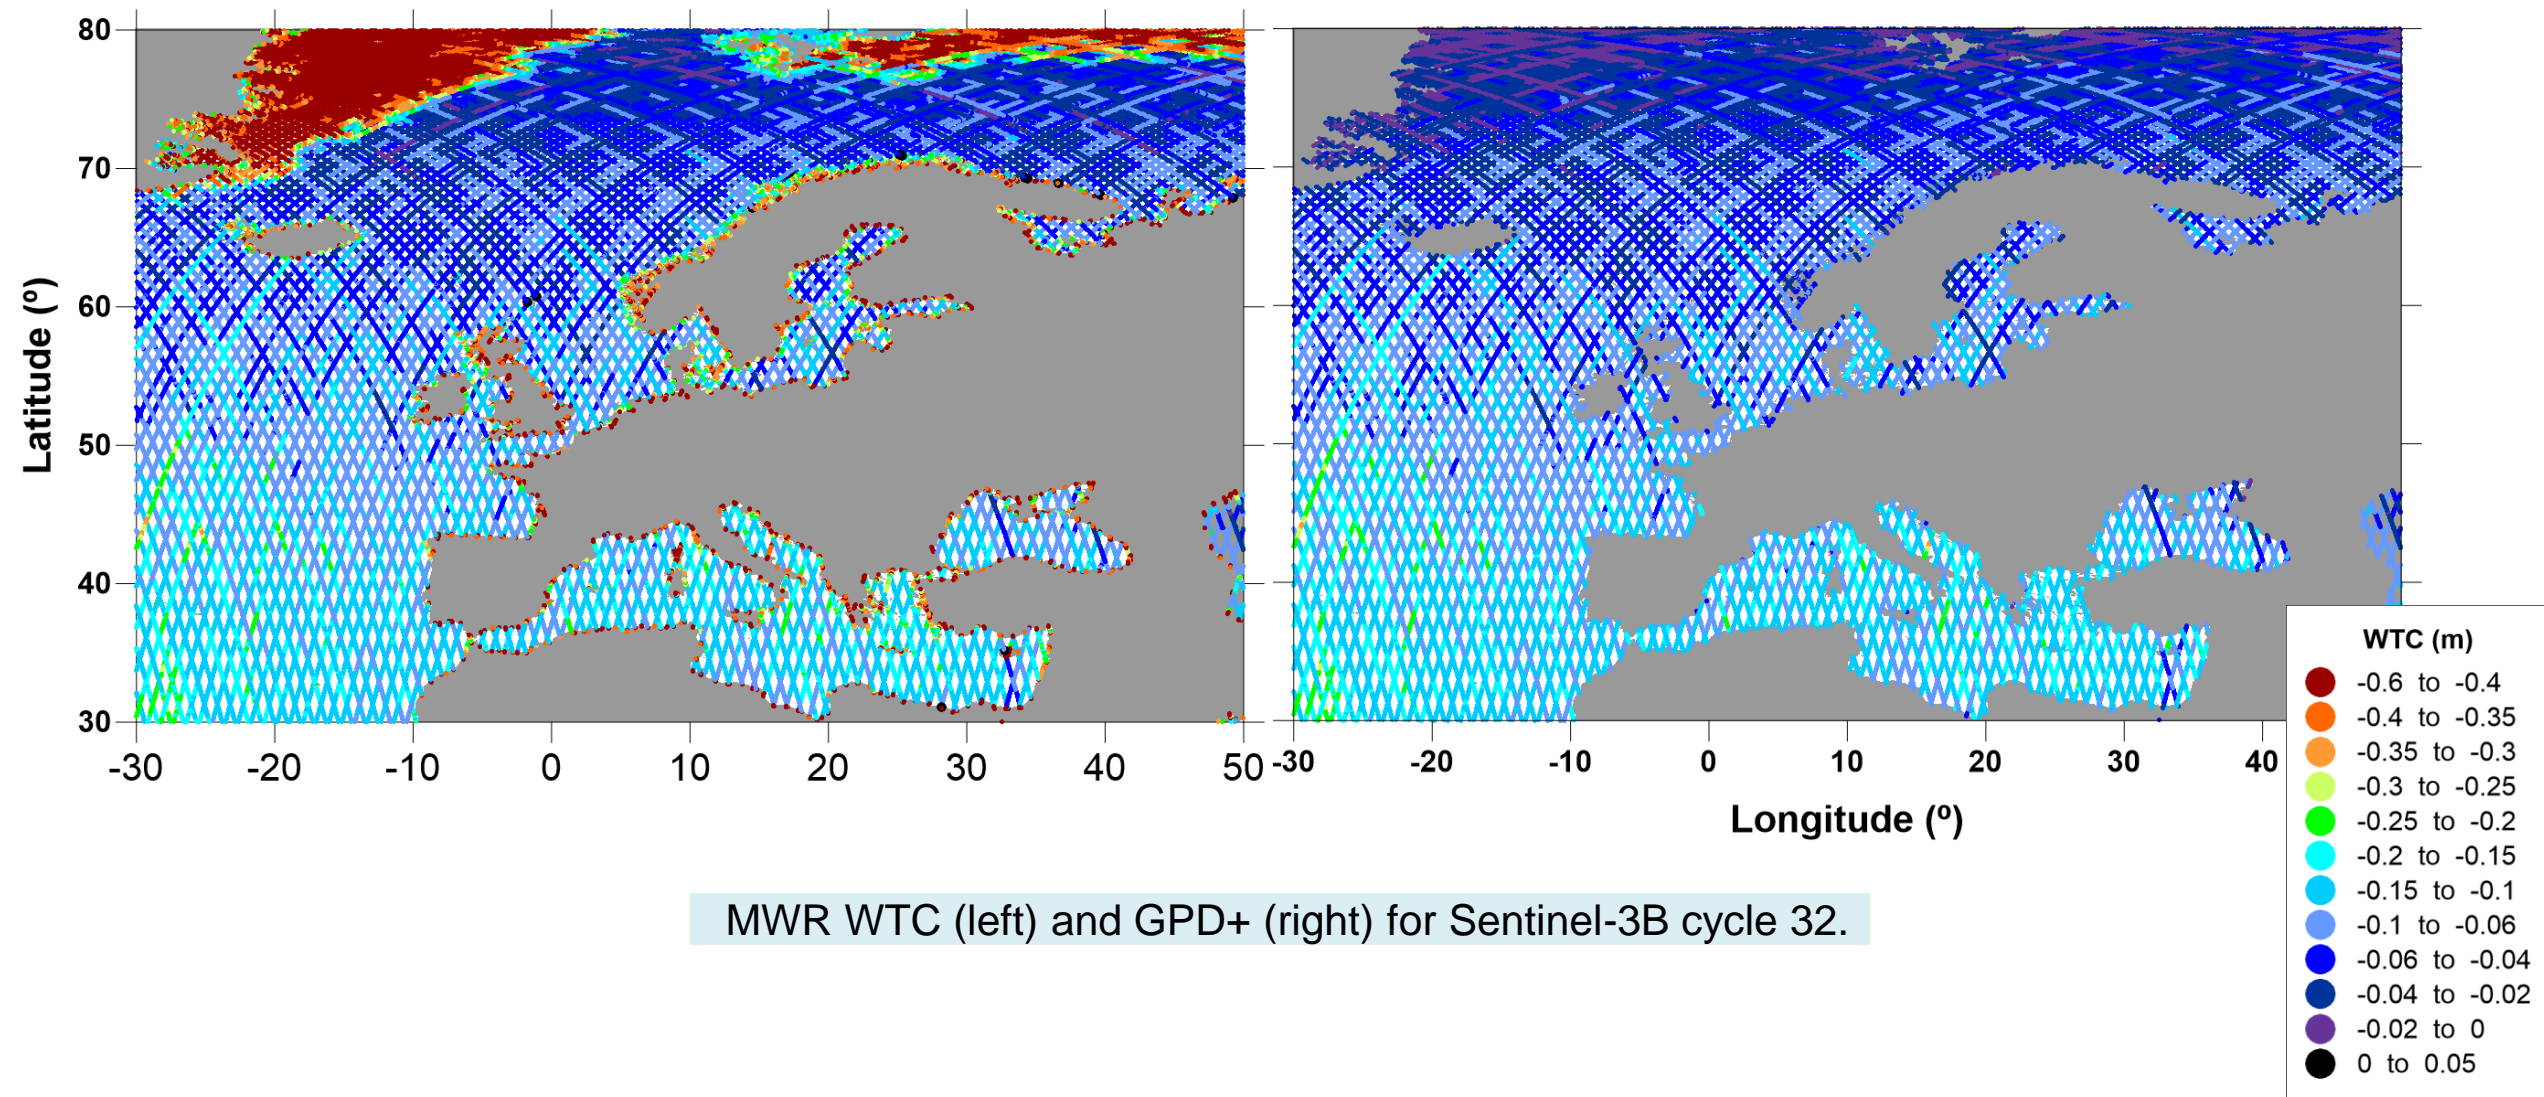 80
70
60
50
40
30
Latitude (º)
-30 -20 -10 0 10 20 30 40 50
-30 -20 -10 0 10 20 30 40
Longitude (º)
WTC (m)
-0.6 to -0.4
-0.4 to -0.35
-0.35 to -0.3
-0.3 to -0.25
-0.25 to -0.2
-0.2 to -0.15
-0.15 to -0.1
-0.1 to -0.06
-0.06 to -0.04
-0.04 to -0.02
-0.02 to 0
0 to 0.05
MWR WTC (left) and GPD+ (right) for Sentinel-3B cycle 32.